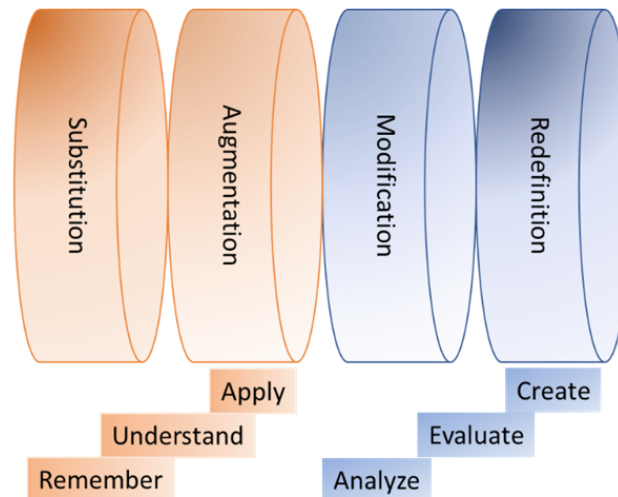 Substitution
Augmentation
Modification
Redefinition
Apply
Create
Understand
Evaluate
Remember
Analyze